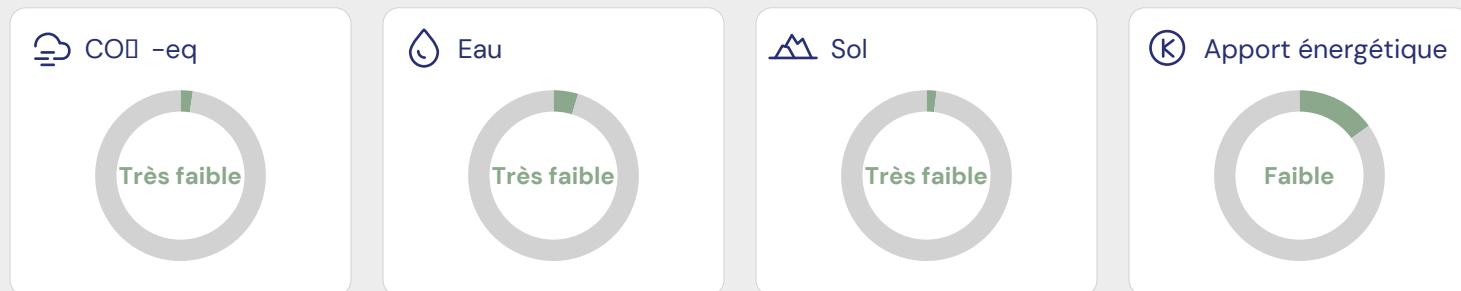 CO▯ -eq
Eau
Sol
Apport énergétique
Très faible
Très faible
Très faible
Faible